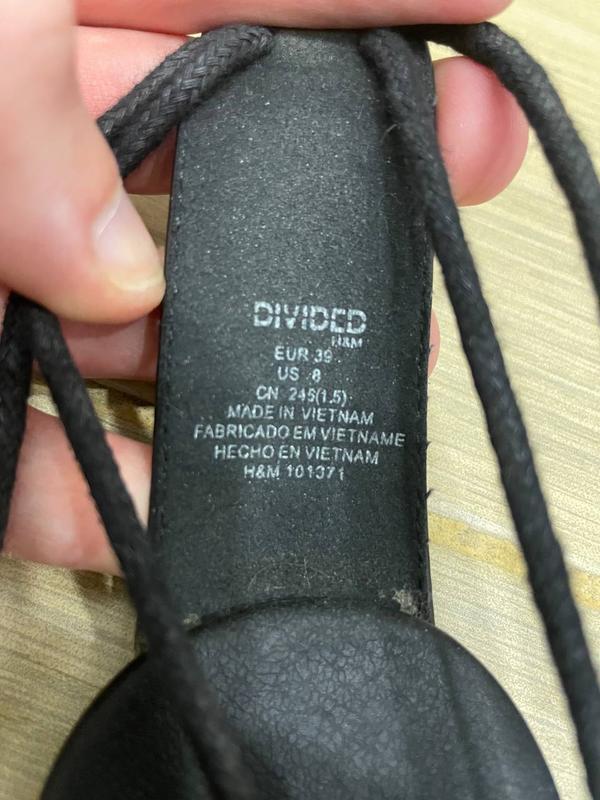 DIVIDED
H&M
EUR 39
US 8
CN 245(1.5)
MADE IN VIETNAM
FABRICADO EM VIETNAME
HECHO EN VIETNAM
H&M 101371